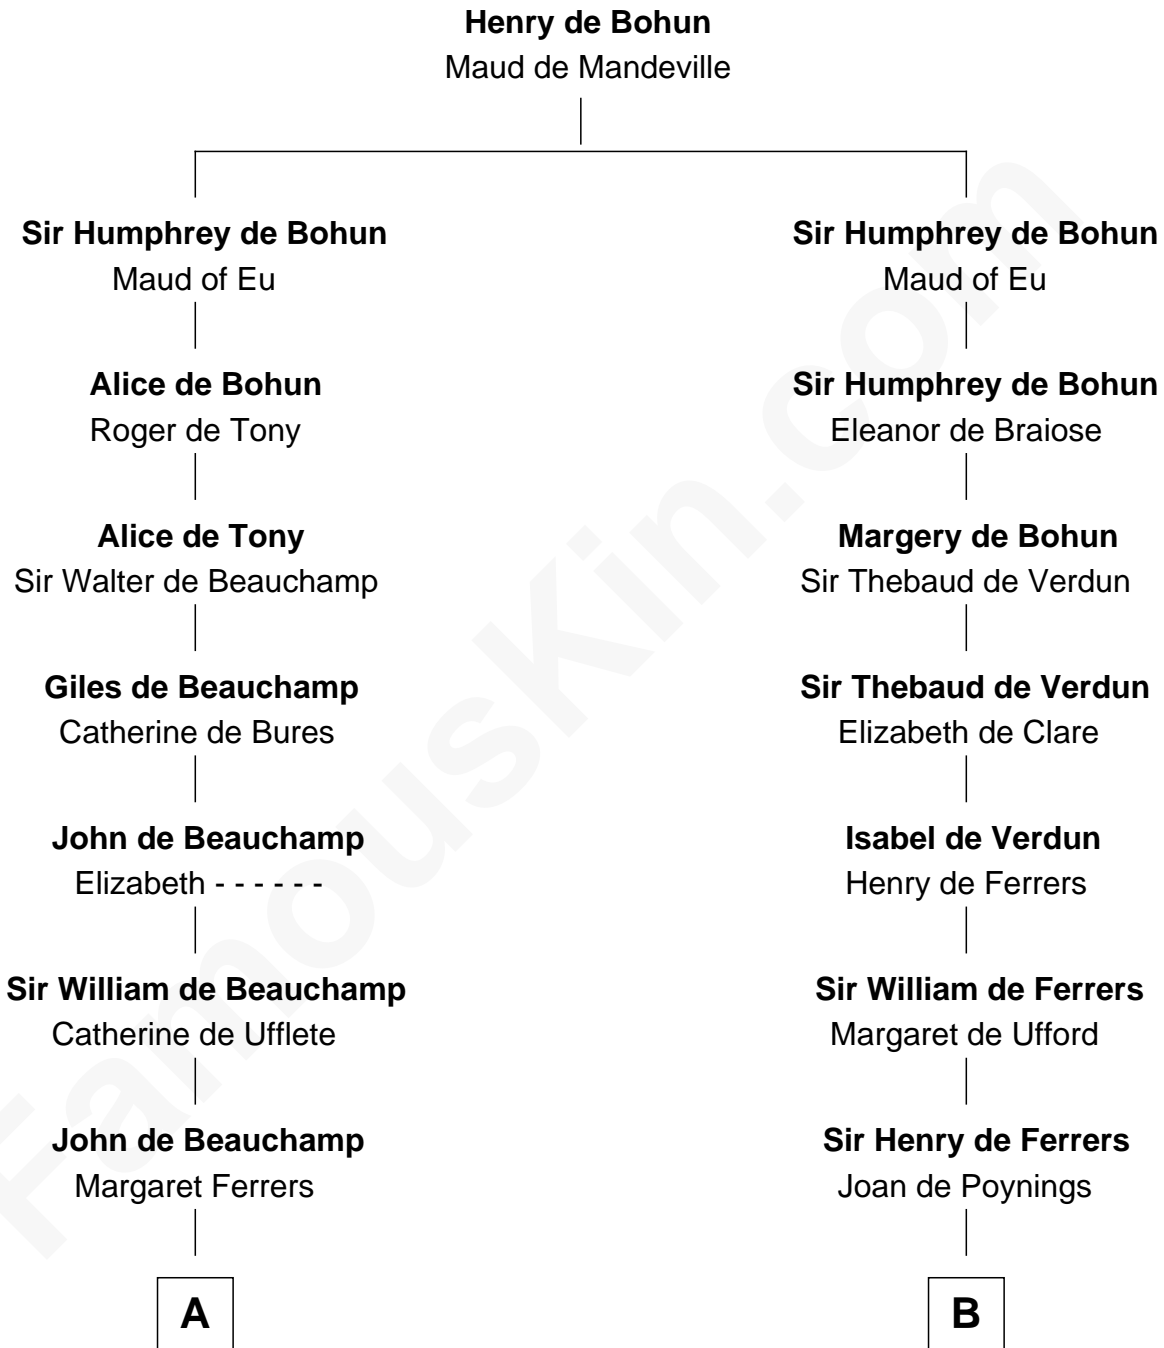 Henry de Bohun
Maud de Mandeville
Sir Humphrey de Bohun
Maud of Eu
Alice de Bohun
Roger de Tony
Alice de Tony
Sir Walter de Beauchamp
Giles de Beauchamp
Catherine de Bures
John de Beauchamp
Elizabeth - - - - - -
Sir William de Beauchamp
Catherine de Ufflete
John de Beauchamp
Margaret Ferrers
A
Sir Humphrey de Bohun
Maud of Eu
Sir Humphrey de Bohun
Eleanor de Braiose
Margery de Bohun
Sir Thebaud de Verdun
Sir Thebaud de Verdun
Elizabeth de Clare
Isabel de Verdun
Henry de Ferrers
Sir William de Ferrers
Margaret de Ufford
Sir Henry de Ferrers
Joan de Poynings
B
FamousKin.com